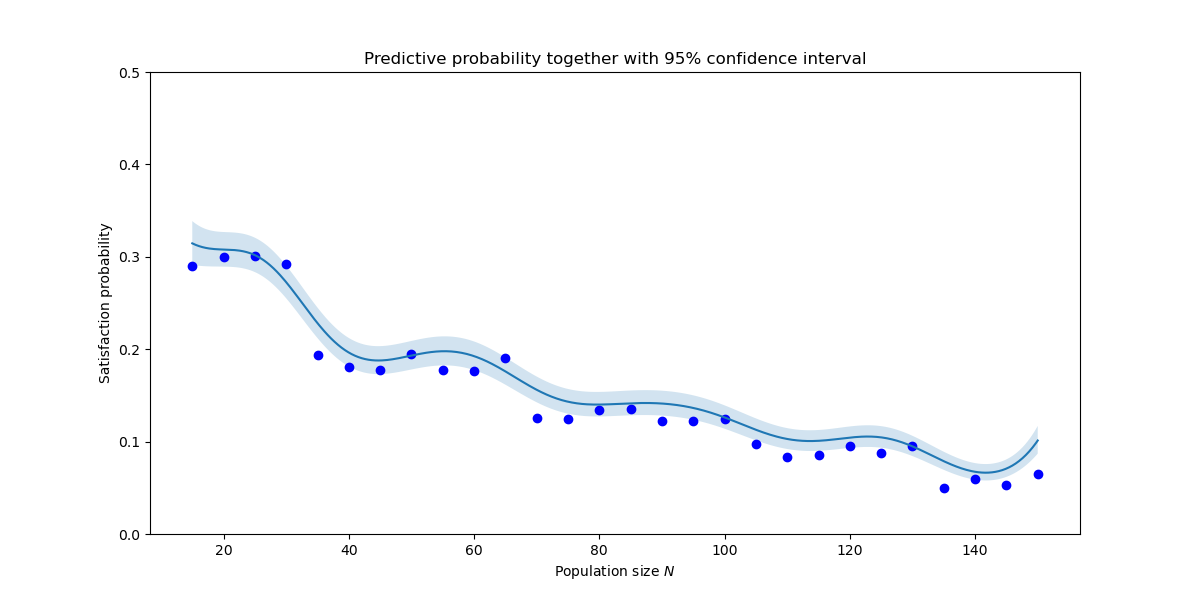 Predictive probability together with 95% confidence interval
0.5
0.4
0.3
0.2
0.1
0.0
Satisfaction probability
20 40 60 80 100 120 140
Population size N